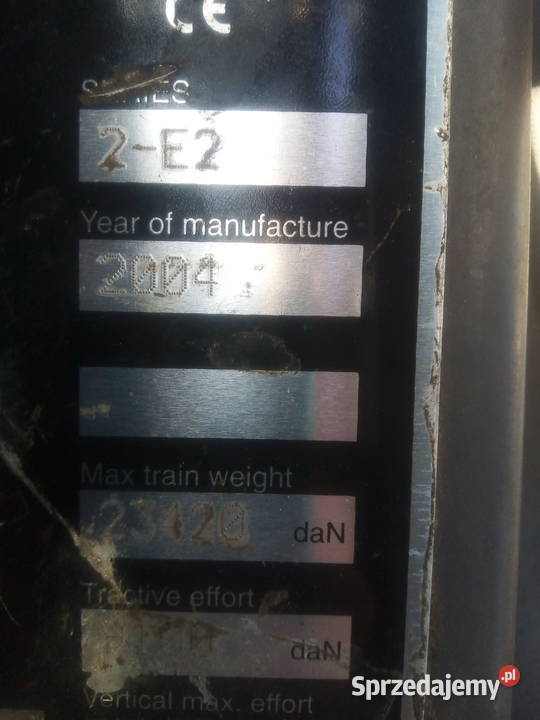 CE
SERIES
2-E2
Year of manufacture
2004
Max train weight
23420 daN
Tractive effort
daN
Vertical max. effort
Sprzedajemy.pl